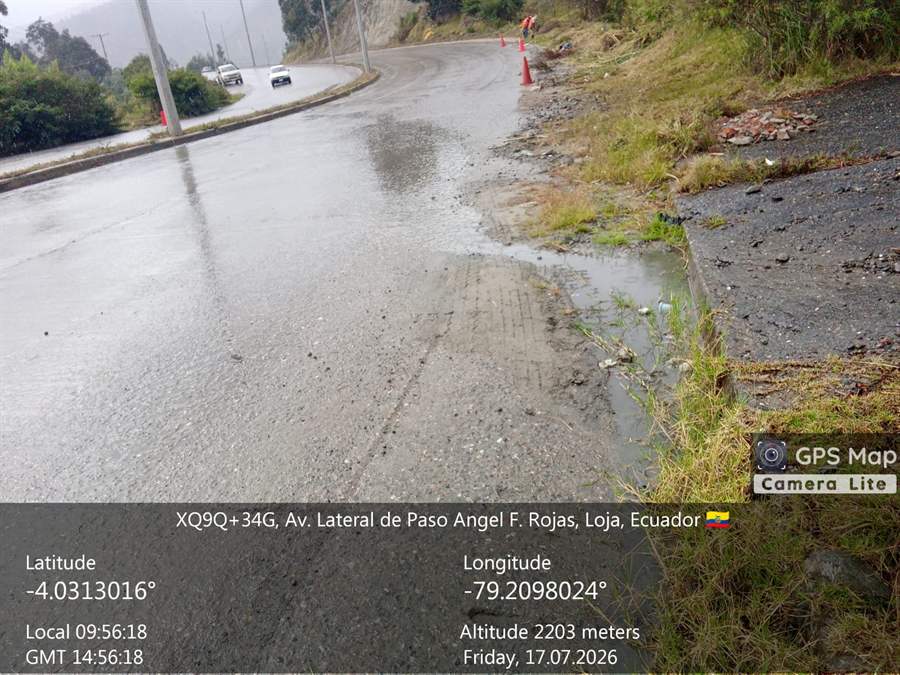 GPS Map
Camera Lite
XQ9Q+34G, Av. Lateral de Paso Angel F. Rojas, Loja, Ecuador
Latitude
-4.0313016°
Longitude
-79.2098024°
Local 09:56:18
GMT 14:56:18
Altitude 2203 meters
Friday, 17.07.2026